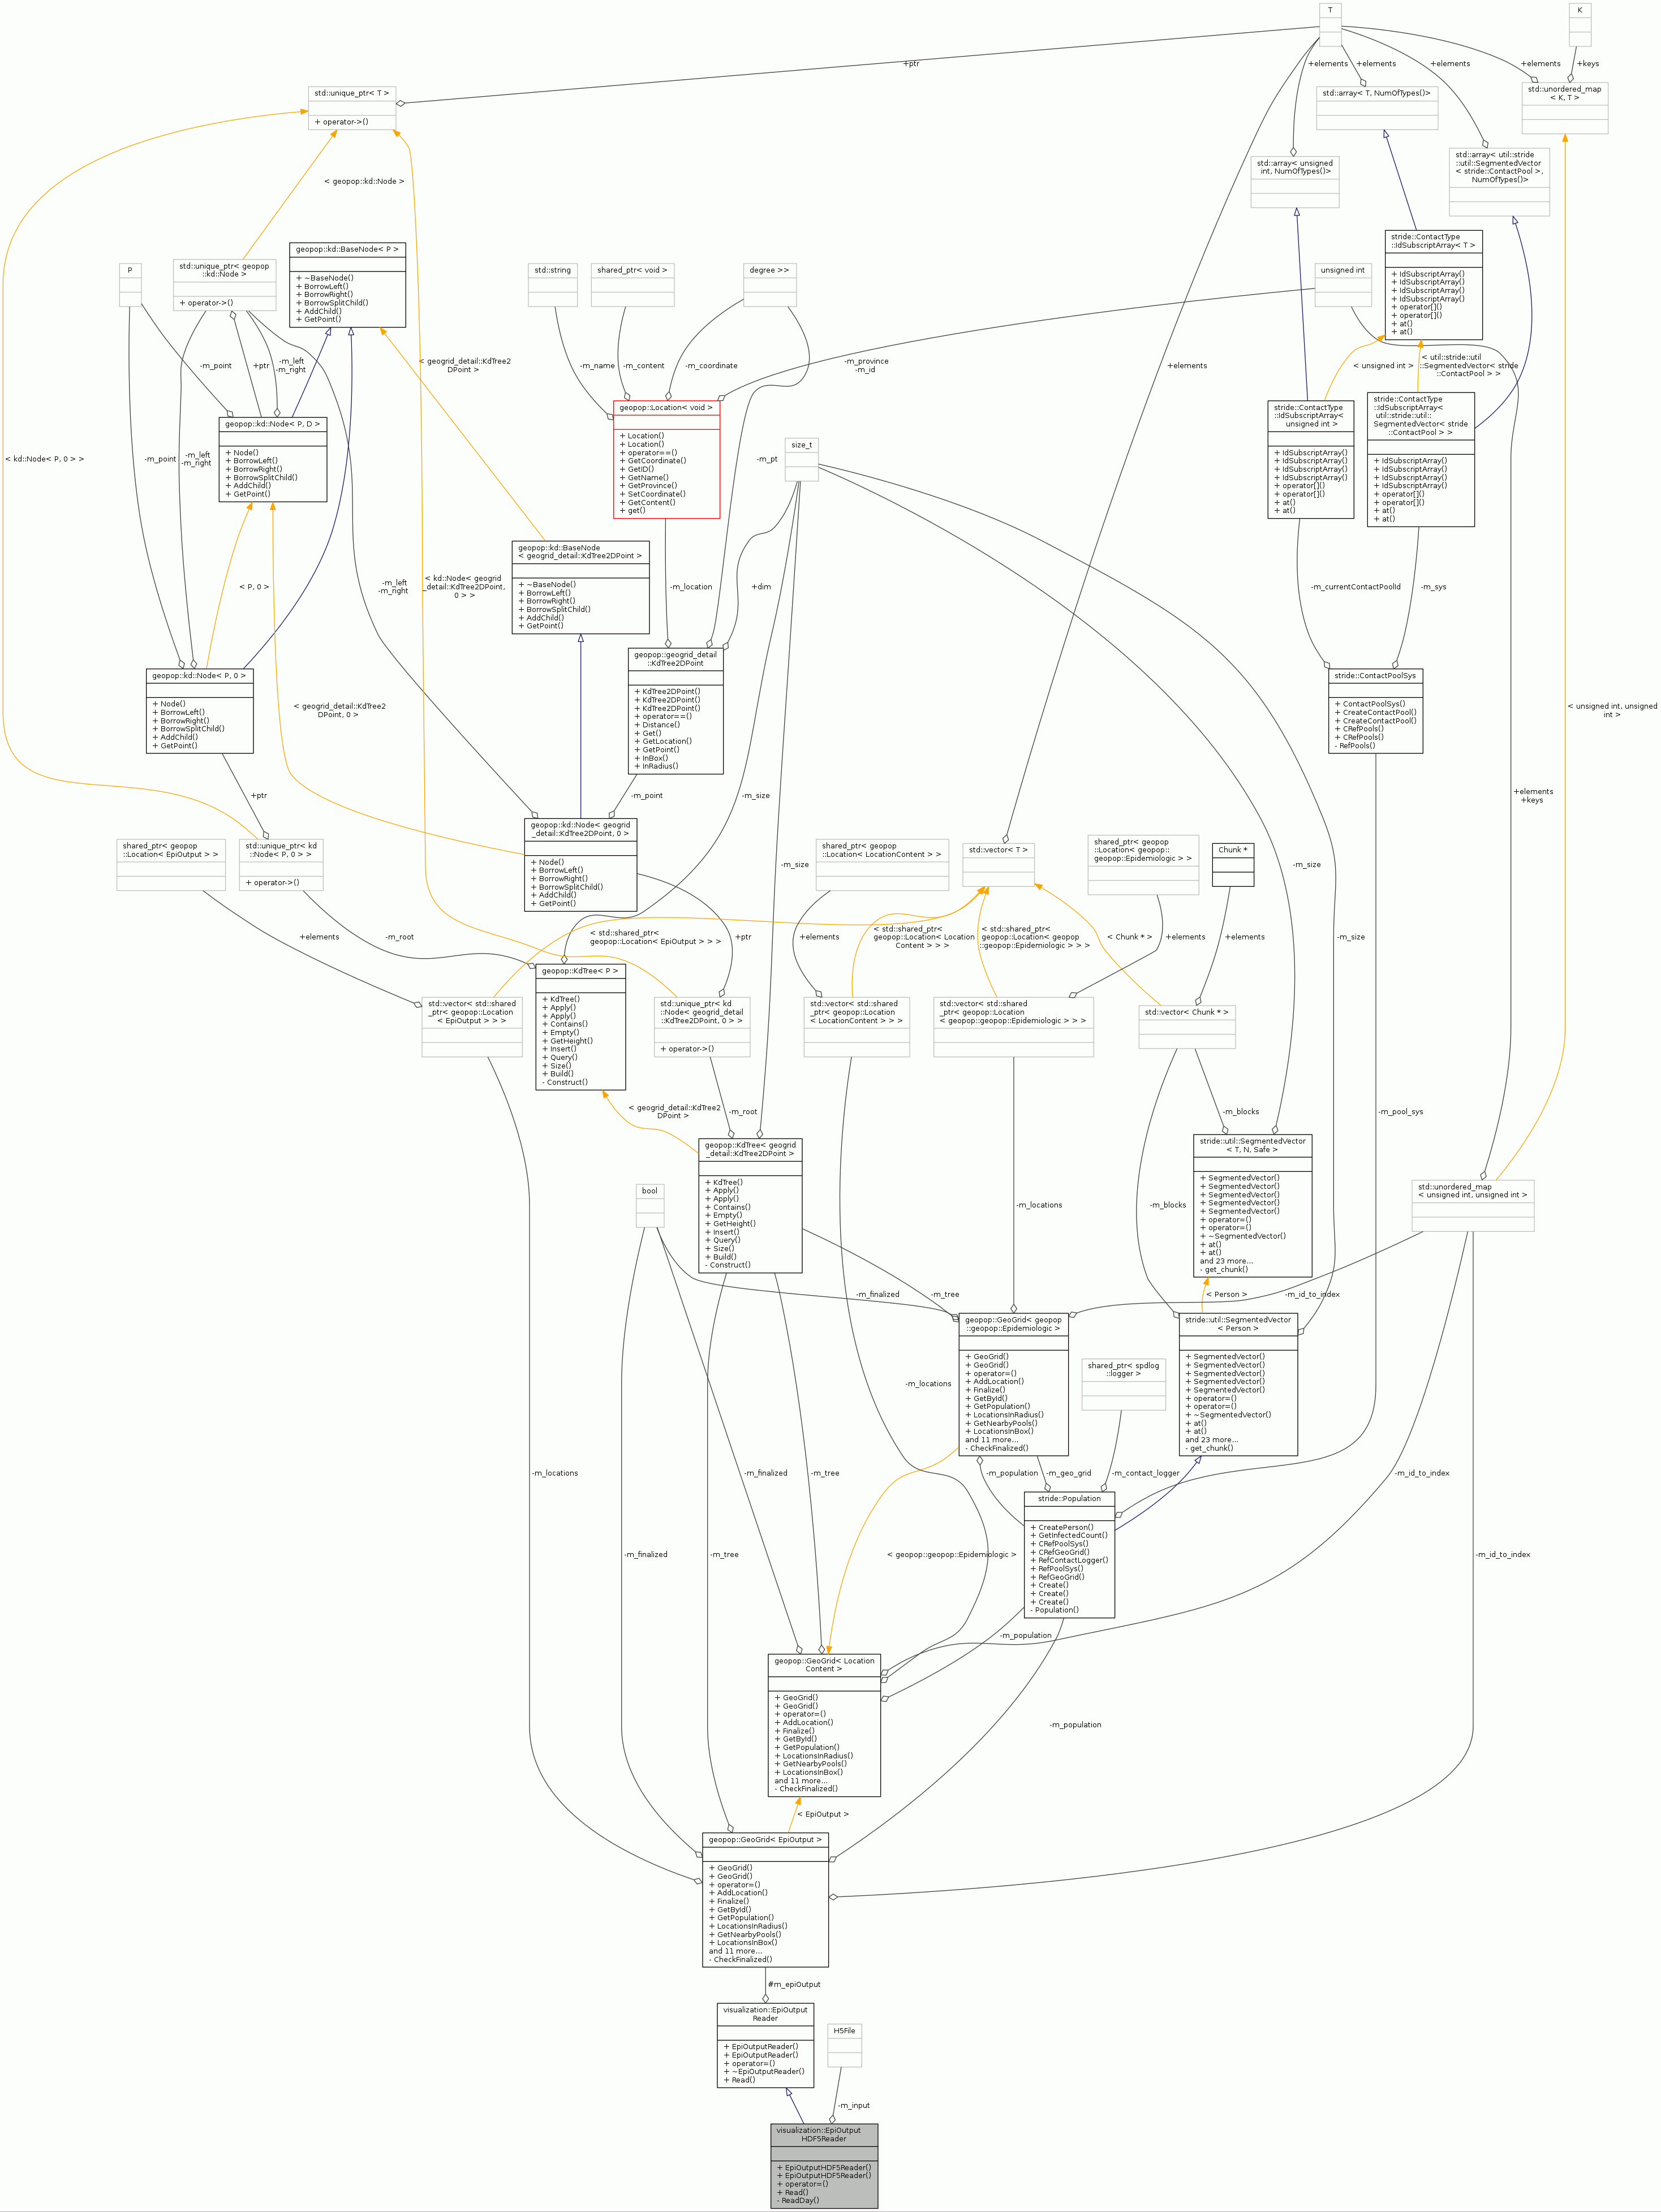 T
K
+ptr
+elements
+elements
+elements
+elements
+keys
std::unique_ptr< T >
+ operator->()
std::array< T, NumOfTypes()>
std::unordered_map
< K, T >
std::array< unsigned
int, NumOfTypes()>
std::array< util::stride
::util::SegmentedVector
< stride::ContactPool >,
NumOfTypes()>
< geopop::kd::Node >
geopop::kd::BaseNode< P >
+ ~BaseNode()
+ BorrowLeft()
+ BorrowRight()
+ BorrowSplitChild()
+ AddChild()
+ GetPoint()
stride::ContactType
::IdSubscriptArray< T >
+ IdSubscriptArray()
+ IdSubscriptArray()
+ IdSubscriptArray()
+ IdSubscriptArray()
+ operator[]()
+ operator[]()
+ at()
+ at()
P
std::unique_ptr< geopop
::kd::Node >
+ operator->()
std::string
shared_ptr< void >
degree >>
unsigned int
-m_point
+ptr
-m_left
-m_right
< geogrid_detail::KdTree2
DPoint >
-m_name
-m_content
-m_coordinate
-m_province
-m_id
< unsigned int >
< util::stride::util
::SegmentedVector< stride
::ContactPool > >
geopop::kd::Node< P, D >
+ Node()
+ BorrowLeft()
+ BorrowRight()
+ BorrowSplitChild()
+ AddChild()
+ GetPoint()
geopop::Location< void >
+ Location()
+ Location()
+ operator==()
+ GetCoordinate()
+ GetID()
+ GetName()
+ GetProvince()
+ SetCoordinate()
+ GetContent()
+ get()
stride::ContactType
::IdSubscriptArray<
unsigned int >
+ IdSubscriptArray()
+ IdSubscriptArray()
+ IdSubscriptArray()
+ IdSubscriptArray()
+ operator[]()
+ operator[]()
+ at()
+ at()
stride::ContactType
::IdSubscriptArray<
util::stride::util::
SegmentedVector< stride
::ContactPool > >
+ IdSubscriptArray()
+ IdSubscriptArray()
+ IdSubscriptArray()
+ IdSubscriptArray()
+ operator[]()
+ operator[]()
+ at()
+ at()
+elements
size_t
< kd::Node< P, 0 > >
-m_point
-m_left
-m_right
-m_pt
geopop::kd::BaseNode
< geogrid_detail::KdTree2DPoint >
+ ~BaseNode()
+ BorrowLeft()
+ BorrowRight()
+ BorrowSplitChild()
+ AddChild()
+ GetPoint()
< P, 0 >
-m_left
-m_right
< kd::Node< geogrid
_detail::KdTree2DPoint,
0 > >
-m_location
+dim
-m_currentContactPoolId
-m_sys
geopop::kd::Node< P, 0 >
+ Node()
+ BorrowLeft()
+ BorrowRight()
+ BorrowSplitChild()
+ AddChild()
+ GetPoint()
geopop::geogrid_detail
::KdTree2DPoint
+ KdTree2DPoint()
+ KdTree2DPoint()
+ KdTree2DPoint()
+ operator==()
+ Distance()
+ Get()
+ GetLocation()
+ GetPoint()
+ InBox()
+ InRadius()
stride::ContactPoolSys
+ ContactPoolSys()
+ CreateContactPool()
+ CreateContactPool()
+ CRefPools()
+ CRefPools()
- RefPools()
< geogrid_detail::KdTree2
DPoint, 0 >
< unsigned int, unsigned
int >
+ptr
-m_point
-m_size
+elements
+keys
geopop::kd::Node< geogrid
_detail::KdTree2DPoint, 0 >
+ Node()
+ BorrowLeft()
+ BorrowRight()
+ BorrowSplitChild()
+ AddChild()
+ GetPoint()
shared_ptr< geopop
::Location< EpiOutput > >
std::unique_ptr< kd
::Node< P, 0 > >
+ operator->()
shared_ptr< geopop
::Location< LocationContent > >
std::vector< T >
shared_ptr< geopop
::Location< geopop::
geopop::Epidemiologic > >
Chunk *
-m_size
-m_size
+elements
-m_root
< std::shared_ptr<
geopop::Location< EpiOutput > > >
+ptr
+elements
< std::shared_ptr<
geopop::Location< Location
Content > > >
< std::shared_ptr<
geopop::Location< geopop
::geopop::Epidemiologic > > >
< Chunk * >
+elements
+elements
-m_size
geopop::KdTree< P >
+ KdTree()
+ Apply()
+ Apply()
+ Contains()
+ Empty()
+ GetHeight()
+ Insert()
+ Query()
+ Size()
+ Build()
- Construct()
std::vector< std::shared
_ptr< geopop::Location
< EpiOutput > > >
std::unique_ptr< kd
::Node< geogrid_detail
::KdTree2DPoint, 0 > >
+ operator->()
std::vector< std::shared
_ptr< geopop::Location
< LocationContent > > >
std::vector< std::shared
_ptr< geopop::Location
< geopop::geopop::Epidemiologic > > >
std::vector< Chunk * >
< geogrid_detail::KdTree2
DPoint >
-m_root
-m_blocks
-m_pool_sys
geopop::KdTree< geogrid
_detail::KdTree2DPoint >
+ KdTree()
+ Apply()
+ Apply()
+ Contains()
+ Empty()
+ GetHeight()
+ Insert()
+ Query()
+ Size()
+ Build()
- Construct()
stride::util::SegmentedVector
< T, N, Safe >
+ SegmentedVector()
+ SegmentedVector()
+ SegmentedVector()
+ SegmentedVector()
+ SegmentedVector()
+ operator=()
+ operator=()
+ ~SegmentedVector()
+ at()
+ at()
and 23 more...
- get_chunk()
bool
-m_locations
-m_blocks
std::unordered_map
< unsigned int, unsigned int >
-m_finalized
-m_tree
< Person >
-m_id_to_index
geopop::GeoGrid< geopop
::geopop::Epidemiologic >
+ GeoGrid()
+ GeoGrid()
+ operator=()
+ AddLocation()
+ Finalize()
+ GetById()
+ GetPopulation()
+ LocationsInRadius()
+ GetNearbyPools()
+ LocationsInBox()
and 11 more...
- CheckFinalized()
stride::util::SegmentedVector
< Person >
+ SegmentedVector()
+ SegmentedVector()
+ SegmentedVector()
+ SegmentedVector()
+ SegmentedVector()
+ operator=()
+ operator=()
+ ~SegmentedVector()
+ at()
+ at()
and 23 more...
- get_chunk()
shared_ptr< spdlog
::logger >
-m_locations
-m_locations
-m_finalized
-m_tree
-m_population
-m_geo_grid
-m_contact_logger
-m_id_to_index
stride::Population
+ CreatePerson()
+ GetInfectedCount()
+ CRefPoolSys()
+ CRefGeoGrid()
+ RefContactLogger()
+ RefPoolSys()
+ RefGeoGrid()
+ Create()
+ Create()
+ Create()
- Population()
-m_finalized
-m_tree
< geopop::geopop::Epidemiologic >
-m_id_to_index
-m_population
geopop::GeoGrid< Location
Content >
+ GeoGrid()
+ GeoGrid()
+ operator=()
+ AddLocation()
+ Finalize()
+ GetById()
+ GetPopulation()
+ LocationsInRadius()
+ GetNearbyPools()
+ LocationsInBox()
and 11 more...
- CheckFinalized()
-m_population
< EpiOutput >
geopop::GeoGrid< EpiOutput >
+ GeoGrid()
+ GeoGrid()
+ operator=()
+ AddLocation()
+ Finalize()
+ GetById()
+ GetPopulation()
+ LocationsInRadius()
+ GetNearbyPools()
+ LocationsInBox()
and 11 more...
- CheckFinalized()
#m_epiOutput
visualization::EpiOutput
Reader
+ EpiOutputReader()
+ EpiOutputReader()
+ operator=()
+ ~EpiOutputReader()
+ Read()
H5File
-m_input
visualization::EpiOutput
HDF5Reader
+ EpiOutputHDF5Reader()
+ EpiOutputHDF5Reader()
+ operator=()
+ Read()
- ReadDay()